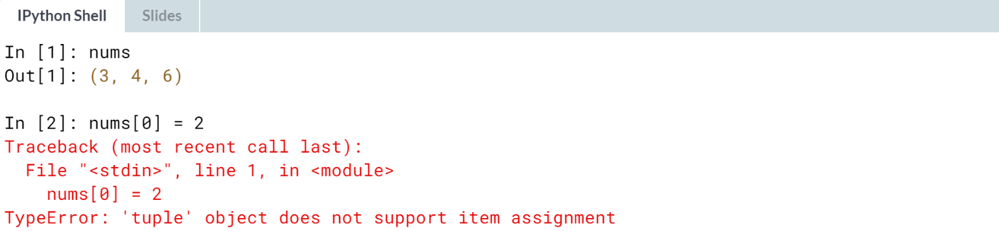 IPython Shell Slides
In [1]: nums
Out[1]: (3, 4, 6)
In [2]: nums[0] = 2
Traceback (most recent call last):
  File "<stdin>", line 1, in <module>
    nums[0] = 2
TypeError: 'tuple' object does not support item assignment